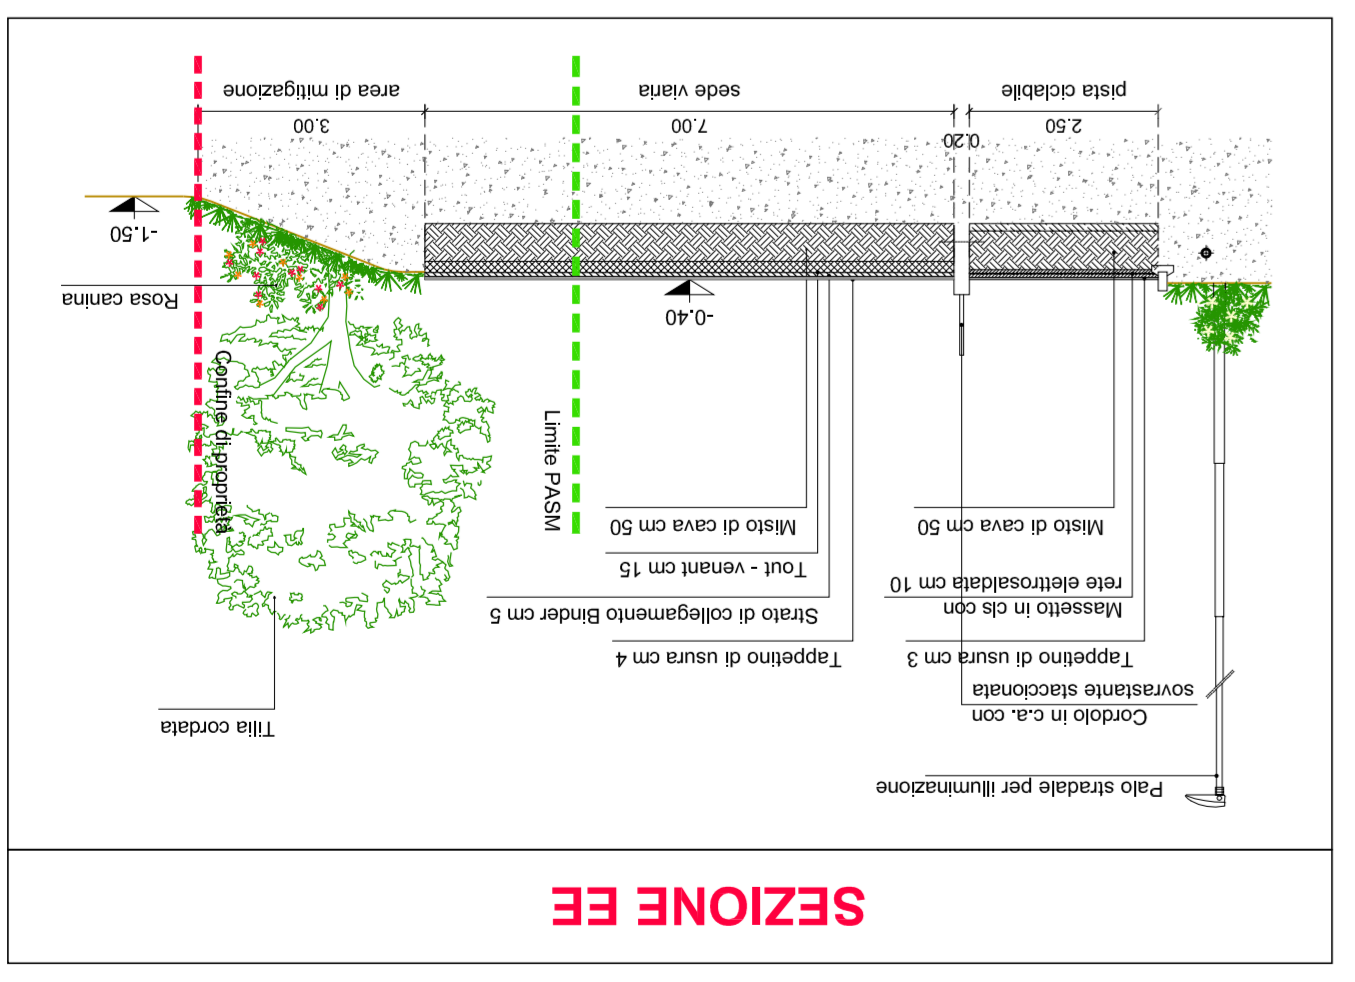 SEZIONE EE
Palo stradale per illuminazione
Cordolo in c.a. con
sovrastante staccionata
Tappetino di usura cm 3
Massetto in cls con
rete elettrosaldata cm 10
Misto di cava cm 50
Tappetino di usura cm 4
Strato di collegamento Binder cm 5
Tout - venant cm 15
Misto di cava cm 50
Tilia cordata
Limite PASM
Confine di proprietà
Rosa canina
-0.40
-1.50
2.50
0.20
7.00
3.00
pista ciclabile
sede viaria
area di mitigazione